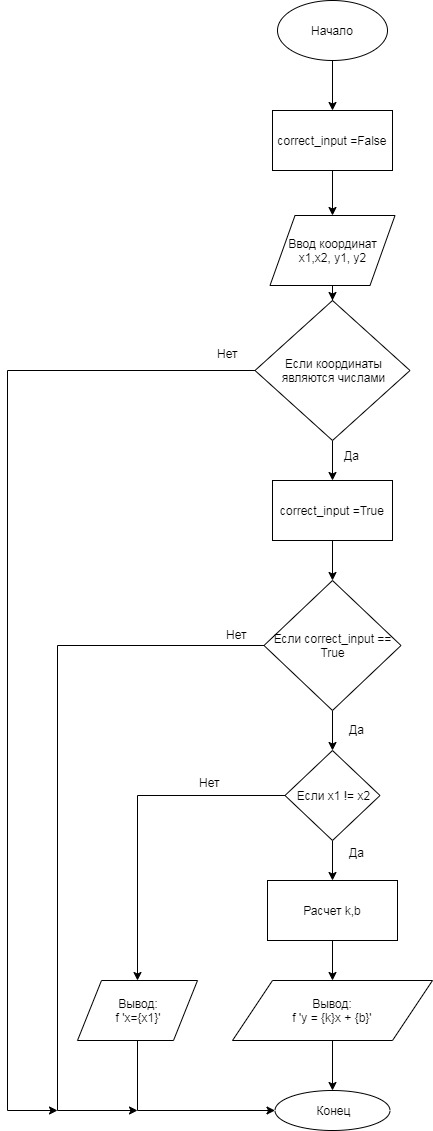 Начало
correct_input =False
Ввод координат
x1,x2, y1, y2
Нет
Если координаты
являются числами
Да
correct_input =True
Нет
Если correct_input ==
True
Да
Нет
Если x1 != x2
Да
Расчет k,b
Вывод:
f 'x={x1}'
Вывод:
f 'y = {k}x + {b}'
Конец